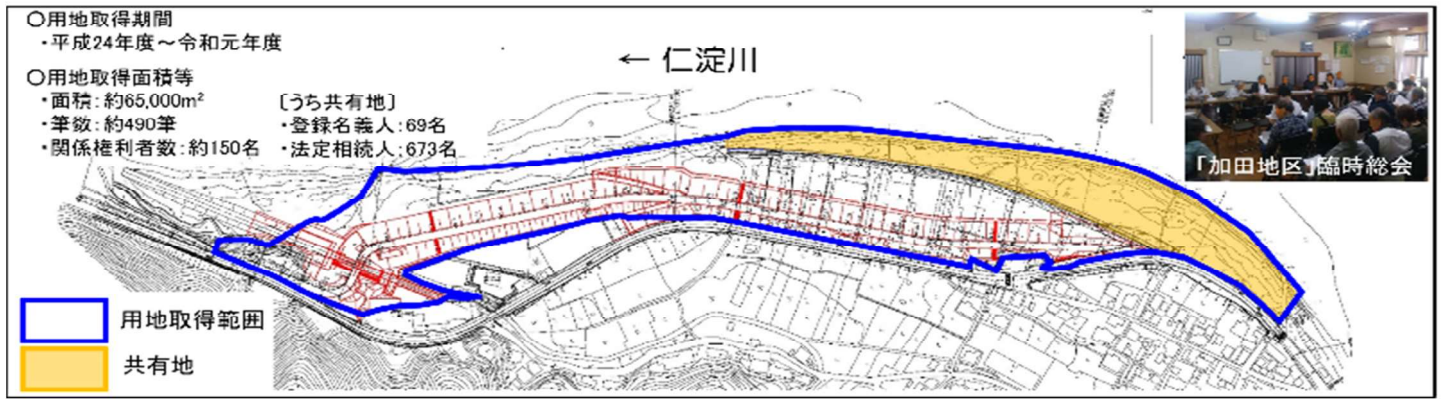 ○用地取得期間
・平成24年度～令和元年度
○用地取得面積等
・面積：約65,000m²
・筆数：約490筆
・関係権利者数：約150名
〔うち共有地〕
・登録名義人：69名
・法定相続人：673名
← 仁淀川
「加田地区」臨時総会
用地取得範囲
共有地